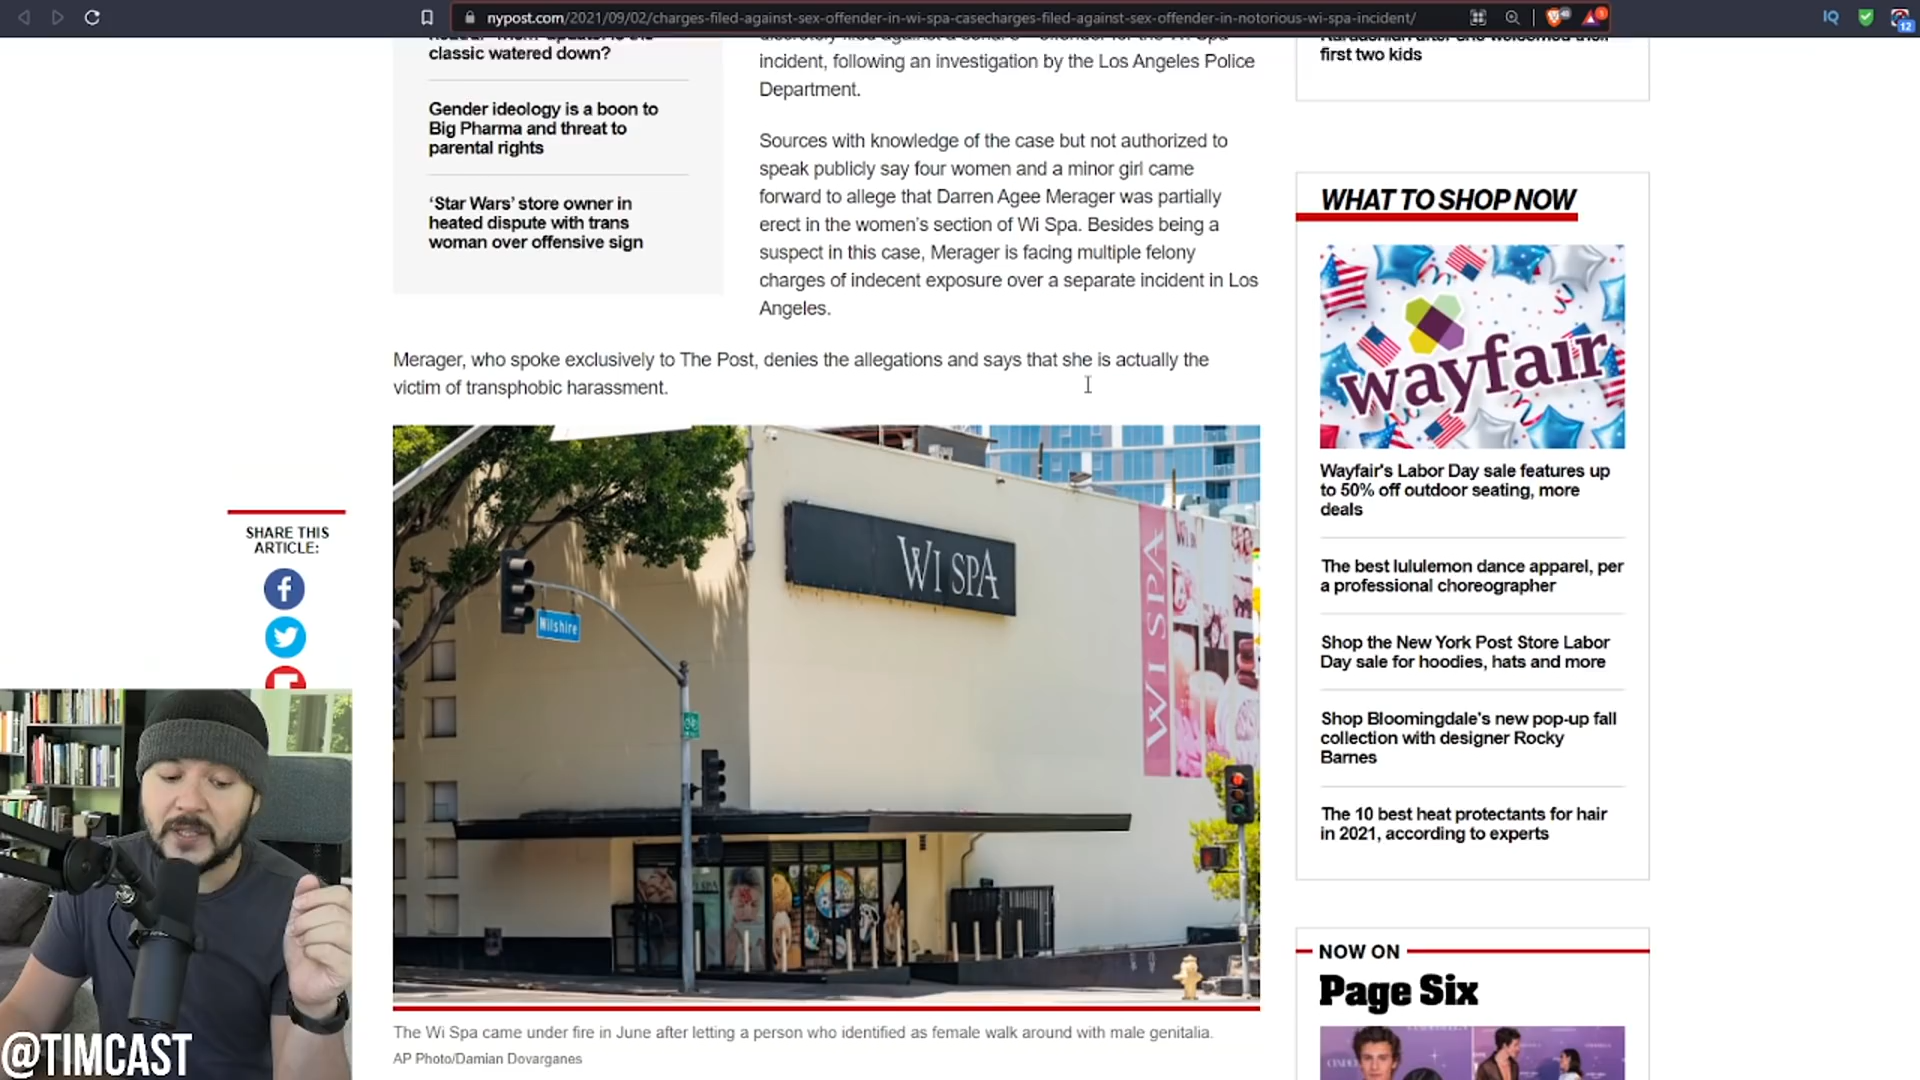 nypost.com/2021/09/02/charges-filed-against-sex-offender-in-wi-spa-casecharges-filed-against-sex-offender-in-notorious-wi-spa-incident/
IQ
12
classic watered down?
Gender ideology is a boon to
Big Pharma and threat to
parental rights
‘Star Wars’ store owner in
heated dispute with trans
woman over offensive sign
incident, following an investigation by the Los Angeles Police
Department.
Sources with knowledge of the case but not authorized to
speak publicly say four women and a minor girl came
forward to allege that Darren Agee Merager was partially
erect in the women’s section of Wi Spa. Besides being a
suspect in this case, Merager is facing multiple felony
charges of indecent exposure over a separate incident in Los
Angeles.
Merager, who spoke exclusively to The Post, denies the allegations and says that she is actually the
victim of transphobic harassment.
SHARE THIS
ARTICLE:
WI SPA
Wilshire
WI SPA
The Wi Spa came under fire in June after letting a person who identified as female walk around with male genitalia.
AP Photo/Damian Dovarganes
@TIMCAST
first two kids
WHAT TO SHOP NOW
wayfair
Wayfair's Labor Day sale features up
to 50% off outdoor seating, more
deals
The best lululemon dance apparel, per
a professional choreographer
Shop the New York Post Store Labor
Day sale for hoodies, hats and more
Shop Bloomingdale's new pop-up fall
collection with designer Rocky
Barnes
The 10 best heat protectants for hair
in 2021, according to experts
NOW ON
Page Six